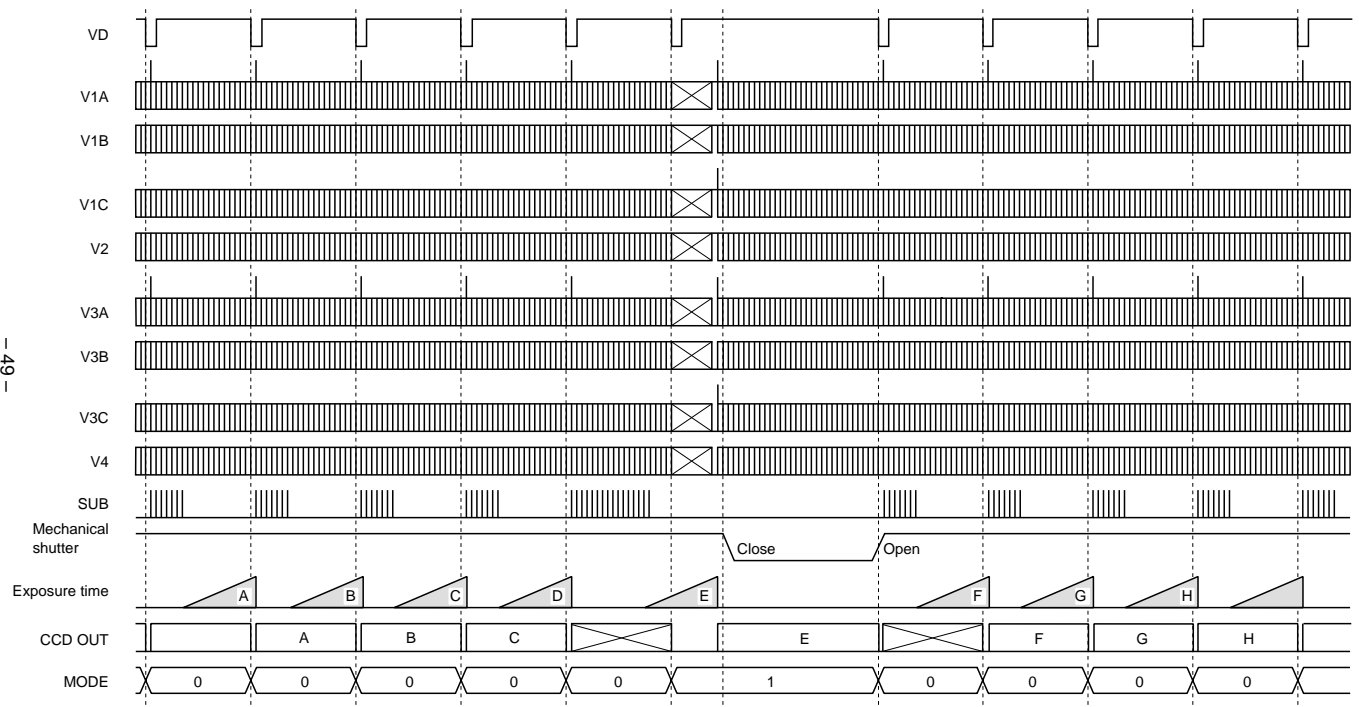 VD
V1A
V1B
V1C
V2
V3A
V3B
V3C
V4
SUB
Mechanical
shutter
Close
Open
Exposure time
A B C D E F G H
CCD OUT
A B C E F G H
MODE
0 0 0 0 0 1 0 0 0 0
– 49 –